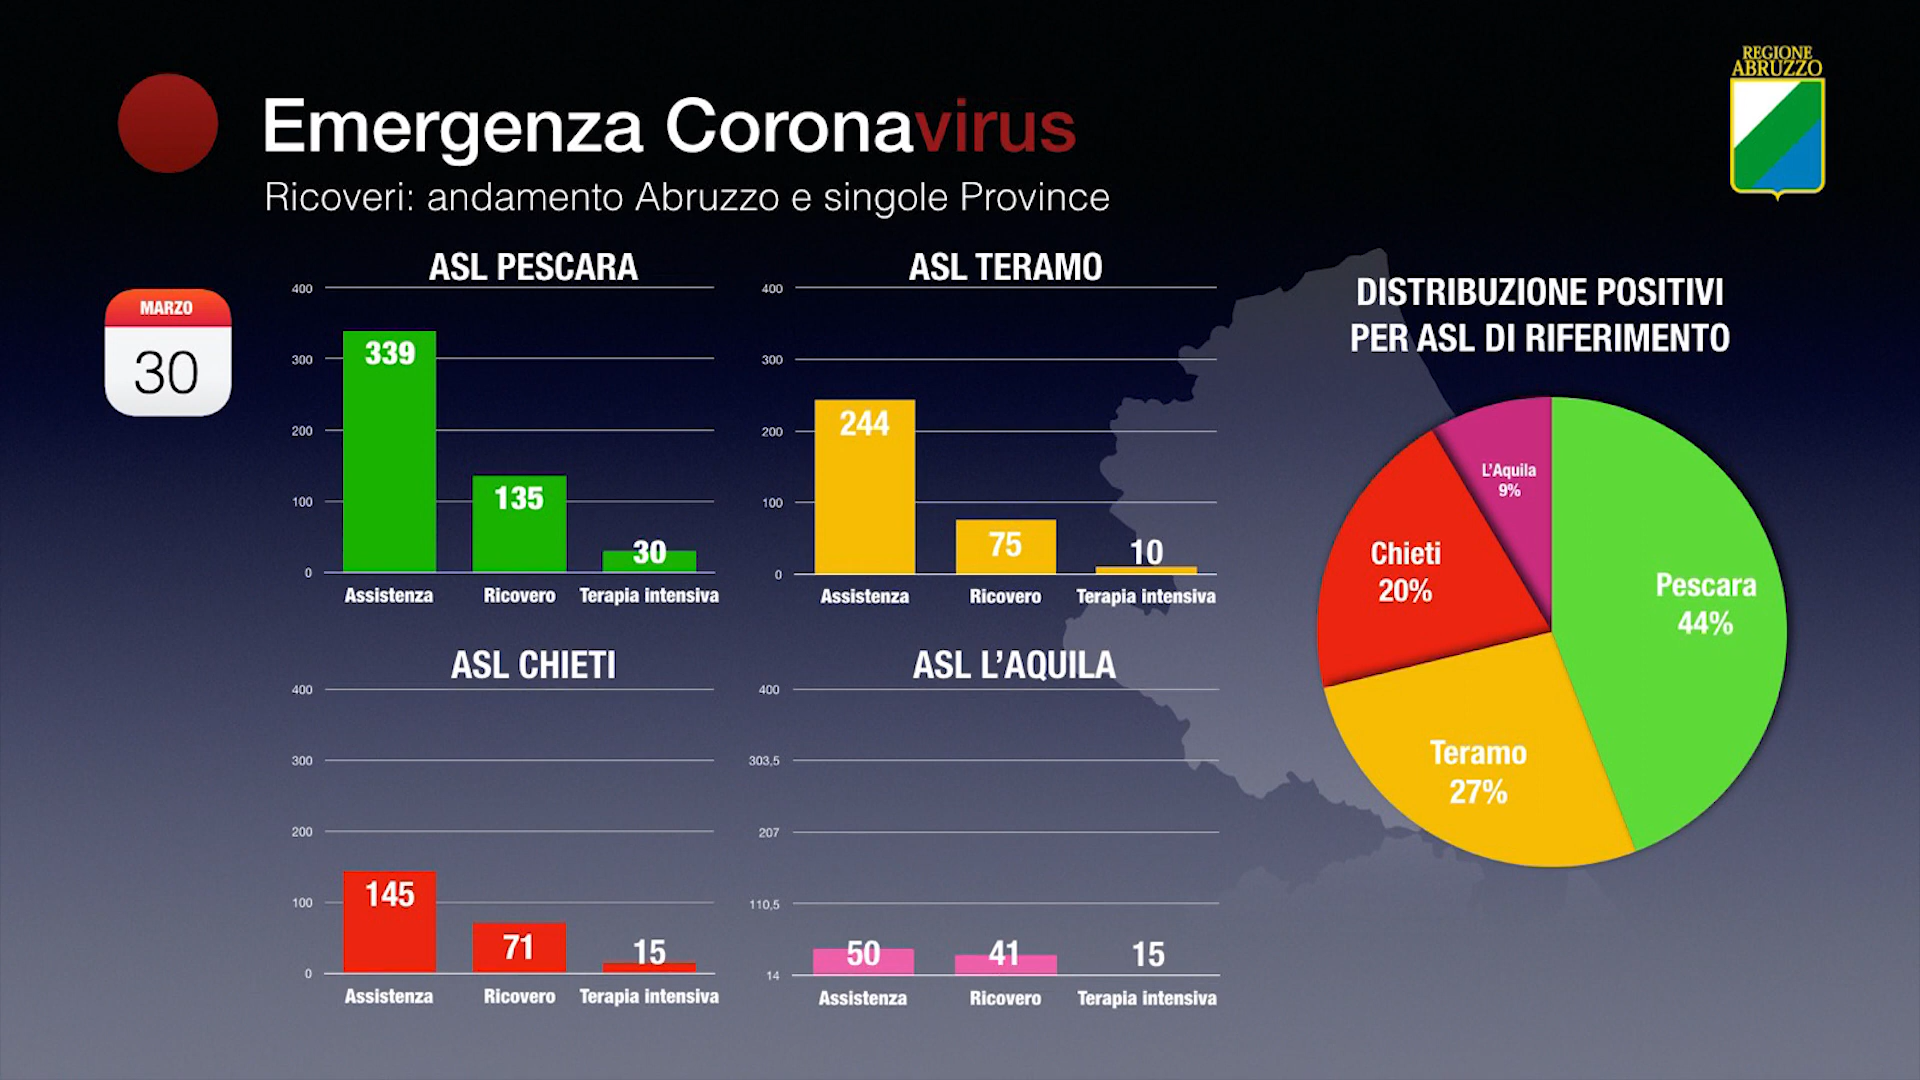 REGIONE
ABRUZZO
Emergenza Coronavirus
Ricoveri: andamento Abruzzo e singole Province
MARZO
30
ASL PESCARA
400
300
200
100
0
339
135
30
Assistenza Ricovero Terapia intensiva
ASL TERAMO
400
300
200
100
0
244
75
10
Assistenza Ricovero Terapia intensiva
ASL CHIETI
400
300
200
100
0
145
71
15
Assistenza Ricovero Terapia intensiva
ASL L'AQUILA
400
303,5
207
110,5
14
50
41
15
Assistenza Ricovero Terapia intensiva
DISTRIBUZIONE POSITIVI
PER ASL DI RIFERIMENTO
L'Aquila
9%
Chieti
20%
Pescara
44%
Teramo
27%